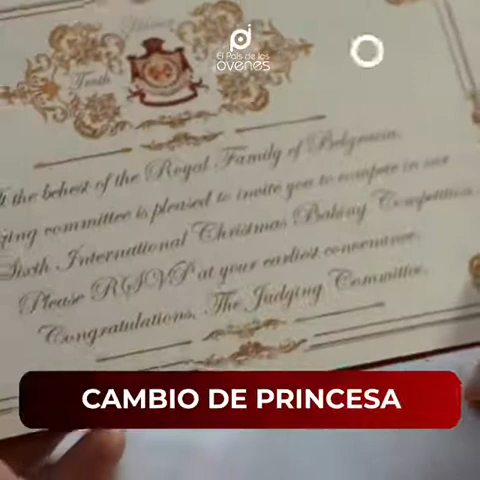 El País de los
óvenes
Truth
At the behest of the Royal Family of Belgravia,
committee is pleased to invite you to compete in our
Sixth International Christmas Baking Competition.
Please RSVP at your earliest convenance.
Congratulations, The Judging Committee.
CAMBIO DE PRINCESA